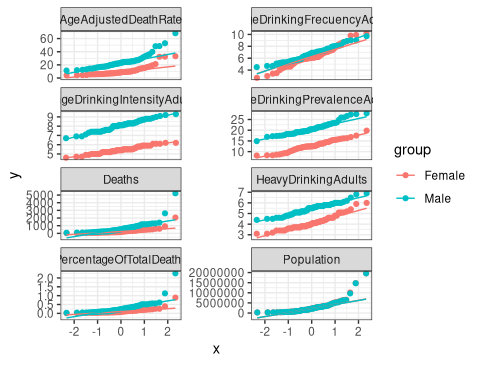 AgeAdjustedDeathRate
eDrinkingFrecuencyAd
60
40
20
0
10
8
6
4
geDrinkingIntensityAdu
eDrinkingPrevalenceAd
9
8
7
6
5
25
20
15
10
Deaths
HeavyDrinkingAdults
5000
4000
3000
2000
1000
0
7
6
5
4
3
PercentageOfTotalDeath
Population
2.0
1.5
1.0
0.5
0.0
20000000
15000000
10000000
5000000
0
-2 -1 0 1 2
-2 -1 0 1 2
x
y
group
Female
Male